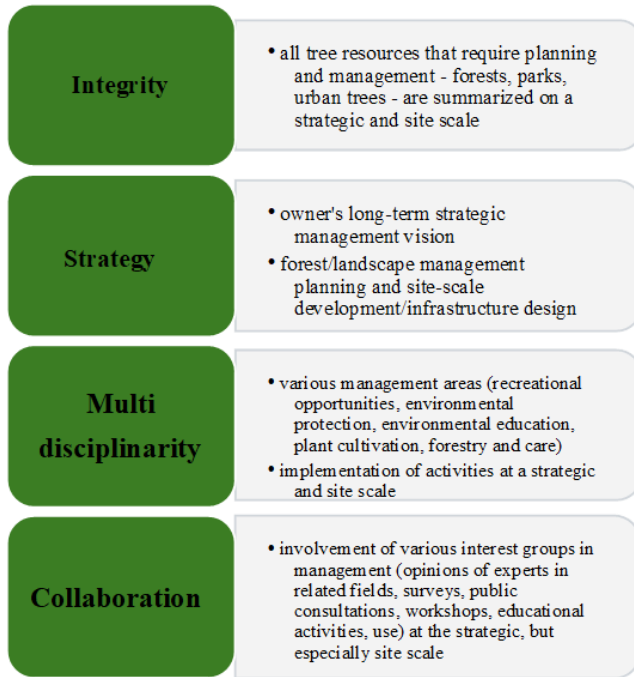 Integrity
• all tree resources that require planning
and management - forests, parks,
urban trees - are summarized on a
strategic and site scale
Strategy
• owner's long-term strategic
management vision
• forest/landscape management
planning and site-scale
development/infrastructure design
Multi
disciplinarity
• various management areas (recreational
opportunities, environmental
protection, environmental education,
plant cultivation, forestry and care)
• implementation of activities at a strategic
and site scale
Collaboration
• involvement of various interest groups in
management (opinions of experts in
related fields, surveys, public
consultations, workshops, educational
activities, use) at the strategic, but
especially site scale